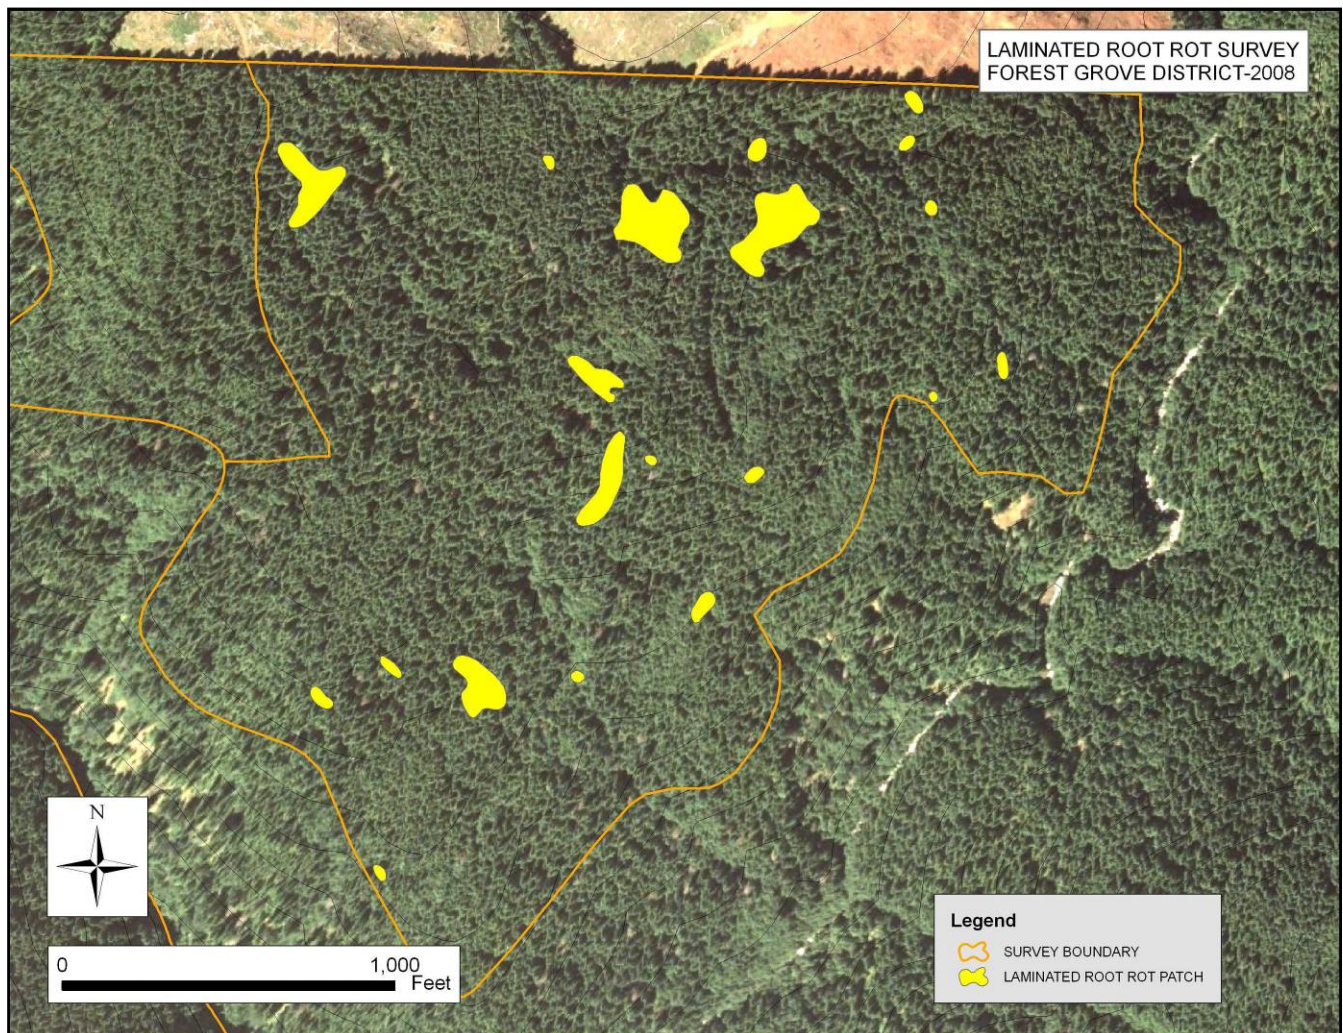 LAMINATED ROOT ROT SURVEY
FOREST GROVE DISTRICT-2008
N
0 1,000
Feet
Legend
SURVEY BOUNDARY
LAMINATED ROOT ROT PATCH